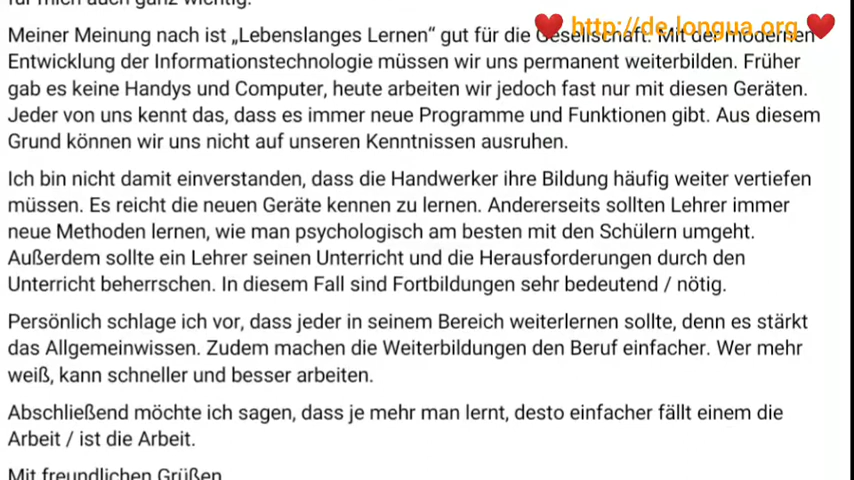 für mich auch ganz wichtig.
❤️ http://de.longua.org ❤️
Meiner Meinung nach ist „Lebenslanges Lernen“ gut für die Gesellschaft. Mit der modernen
Entwicklung der Informationstechnologie müssen wir uns permanent weiterbilden. Früher
gab es keine Handys und Computer, heute arbeiten wir jedoch fast nur mit diesen Geräten.
Jeder von uns kennt das, dass es immer neue Programme und Funktionen gibt. Aus diesem
Grund können wir uns nicht auf unseren Kenntnissen ausruhen.
Ich bin nicht damit einverstanden, dass die Handwerker ihre Bildung häufig weiter vertiefen
müssen. Es reicht die neuen Geräte kennen zu lernen. Andererseits sollten Lehrer immer
neue Methoden lernen, wie man psychologisch am besten mit den Schülern umgeht.
Außerdem sollte ein Lehrer seinen Unterricht und die Herausforderungen durch den
Unterricht beherrschen. In diesem Fall sind Fortbildungen sehr bedeutend / nötig.
Persönlich schlage ich vor, dass jeder in seinem Bereich weiterlernen sollte, denn es stärkt
das Allgemeinwissen. Zudem machen die Weiterbildungen den Beruf einfacher. Wer mehr
weiß, kann schneller und besser arbeiten.
Abschließend möchte ich sagen, dass je mehr man lernt, desto einfacher fällt einem die
Arbeit / ist die Arbeit.
Mit freundlichen Grüßen